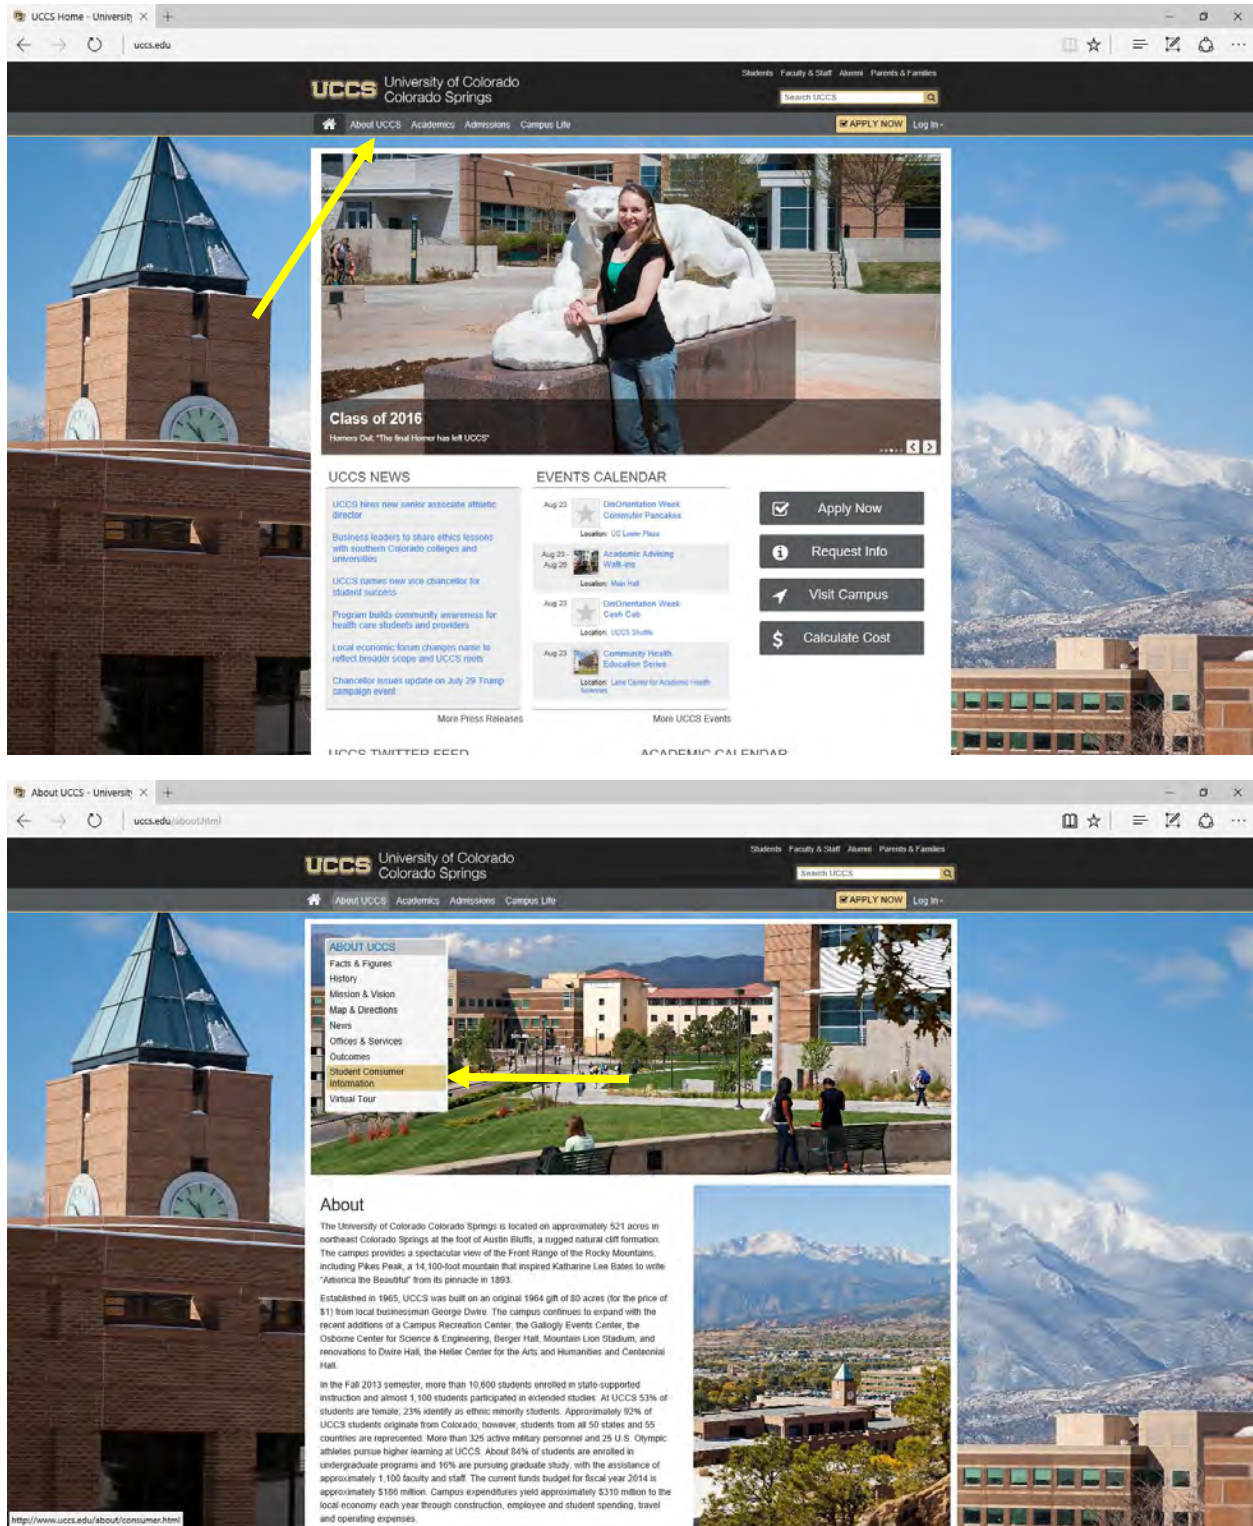 UCCS Home - University
uccs.edu
Students Faculty & Staff Alumni Parents & Families
UCCS University of Colorado
Colorado Springs
Search UCCS
About UCCS Academics Admissions Campus Life
APPLY NOW Log In
Class of 2016
Homers Out: "The final Homer has left UCCS"
UCCS NEWS
UCCS hires new senior associate athletic
director
Business leaders to share ethics lessons
with southern Colorado colleges and
universities
UCCS names new vice chancellor for
student success
Program builds community awareness for
health care students and providers
Local economic forum changes name to
reflect broader scope and UCCS roots
Chancellor issues update on July 29 Trump
campaign event
More Press Releases
EVENTS CALENDAR
Aug 23 DisOrientation Week:
Commuter Pancakes
Location: UC Lower Plaza
Aug 23 - Academic Advising
Aug 26 Walk-ins
Location: Main Hall
Aug 23 DisOrientation Week:
Cash Cab
Location: UCCS Shuttle
Aug 23 Community Health
Education Series
Location: Lane Center for Academic Health
Sciences
More UCCS Events
Apply Now
Request Info
Visit Campus
Calculate Cost
UCCS TWITTER FEED
ACADEMIC CALENDAR
About UCCS - University
uccs.edu/about.html
Students Faculty & Staff Alumni Parents & Families
UCCS University of Colorado
Colorado Springs
Search UCCS
About UCCS Academics Admissions Campus Life
APPLY NOW Log In
ABOUT UCCS
Facts & Figures
History
Mission & Vision
Map & Directions
News
Offices & Services
Outcomes
Student Consumer
Information
Virtual Tour
About
The University of Colorado Colorado Springs is located on approximately 521 acres in
northeast Colorado Springs at the foot of Austin Bluffs, a rugged natural cliff formation.
The campus provides a spectacular view of the Front Range of the Rocky Mountains,
including Pikes Peak, a 14,100-foot mountain that inspired Katharine Lee Bates to write
"America the Beautiful" from its pinnacle in 1893.
Established in 1965, UCCS was built on an original 1964 gift of 80 acres (for the price of
$1) from local businessman George Dwire. The campus continues to expand with the
recent additions of a Campus Recreation Center, the Gallogly Events Center, the
Osborne Center for Science & Engineering, Berger Hall, Mountain Lion Stadium, and
renovations to Dwire Hall, the Heller Center for the Arts and Humanities and Centennial
Hall.
In the Fall 2013 semester, more than 10,600 students enrolled in state-supported
instruction and almost 1,100 students participated in extended studies. At UCCS 53% of
students are female; 23% identify as ethnic minority students. Approximately 92% of
UCCS students originate from Colorado; however, students from all 50 states and 55
countries are represented. More than 325 active military personnel and 25 U.S. Olympic
athletes pursue higher learning at UCCS. About 84% of students are enrolled in
undergraduate programs and 16% are pursuing graduate study, with the assistance of
approximately 1,100 faculty and staff. The current funds budget for fiscal year 2014 is
approximately $186 million. Campus expenditures yield approximately $310 million to the
local economy each year through construction, employee and student spending, travel
and operating expenses.
http://www.uccs.edu/about/consumer.html